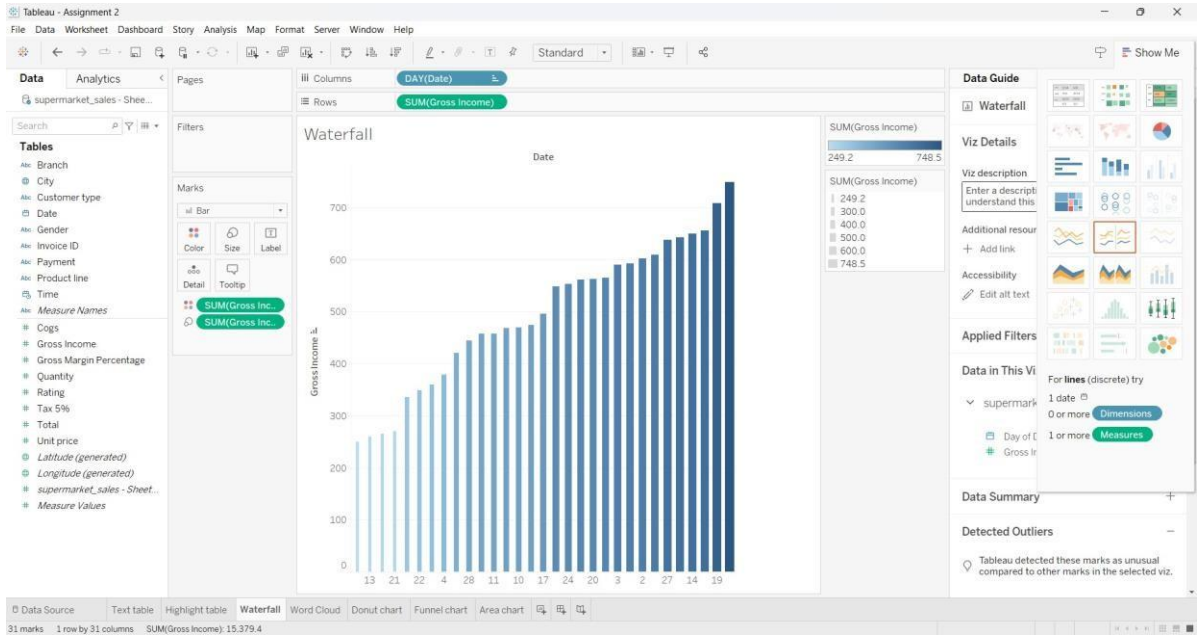 Tableau - Assignment 2
File Data Worksheet Dashboard Story Analysis Map Format Server Window Help
Standard
Show Me
Data Analytics
supermarket_sales - Shee...
Search
Tables
Abc Branch
City
Abc Customer type
Date
Abc Gender
Abc Invoice ID
Abc Payment
Abc Product line
Time
Abc Measure Names
# Cogs
# Gross Income
# Gross Margin Percentage
# Quantity
# Rating
# Tax 5%
# Total
# Unit price
Latitude (generated)
Longitude (generated)
# supermarket_sales - Sheet...
# Measure Values
Pages
Filters
Marks
Bar
Color Size Label
Detail Tooltip
SUM(Gross Inc..
SUM(Gross Inc..
iii Columns DAY(Date)
Rows SUM(Gross Income)
Waterfall
Date
Gross Income
700
600
500
400
300
200
100
0
13 21 22 4 28 11 10 17 24 20 3 2 27 14 19
SUM(Gross Income)
249.2 748.5
SUM(Gross Income)
249.2
300.0
400.0
500.0
600.0
748.5
Data Guide
Waterfall
Viz Details
Viz description
Enter a descripti
understand this
Additional resour
+ Add link
Accessibility
Edit alt text
Applied Filters
Data in This Vi
supermark
Day of D
# Gross In
Data Summary +
Detected Outliers −
Tableau detected these marks as unusual
compared to other marks in the selected viz.
For lines (discrete) try
1 date
0 or more Dimensions
1 or more Measures
Data Source Text table Highlight table Waterfall Word Cloud Donut chart Funnel chart Area chart
31 marks 1 row by 31 columns SUM(Gross Income): 15,379.4